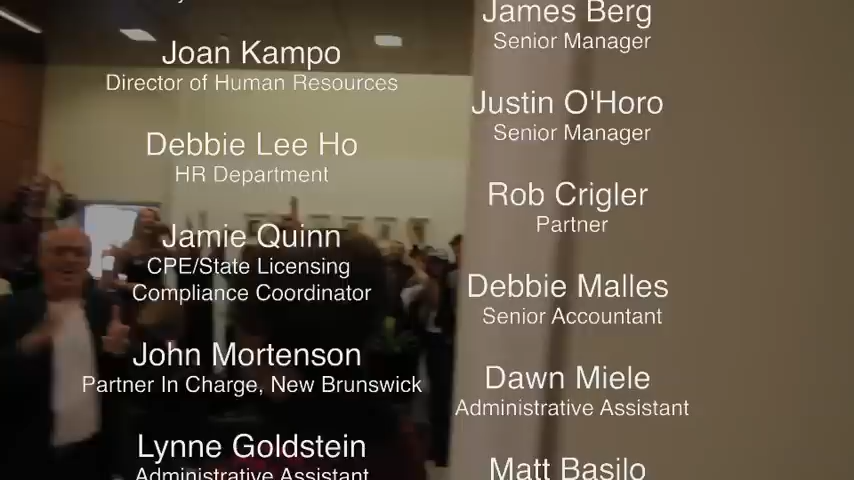 Joan Kampo
Director of Human Resources
Debbie Lee Ho
HR Department
Jamie Quinn
CPE/State Licensing
Compliance Coordinator
John Mortenson
Partner In Charge, New Brunswick
Lynne Goldstein
Administrative Assistant
James Berg
Senior Manager
Justin O'Horo
Senior Manager
Rob Crigler
Partner
Debbie Malles
Senior Accountant
Dawn Miele
Administrative Assistant
Matt Basilo